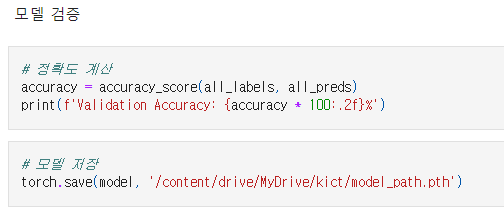 모델 검증
# 정확도 계산
accuracy = accuracy_score(all_labels, all_preds)
print(f'Validation Accuracy: {accuracy * 100:.2f}%')
# 모델 저장
torch.save(model, '/content/drive/MyDrive/kict/model_path.pth')